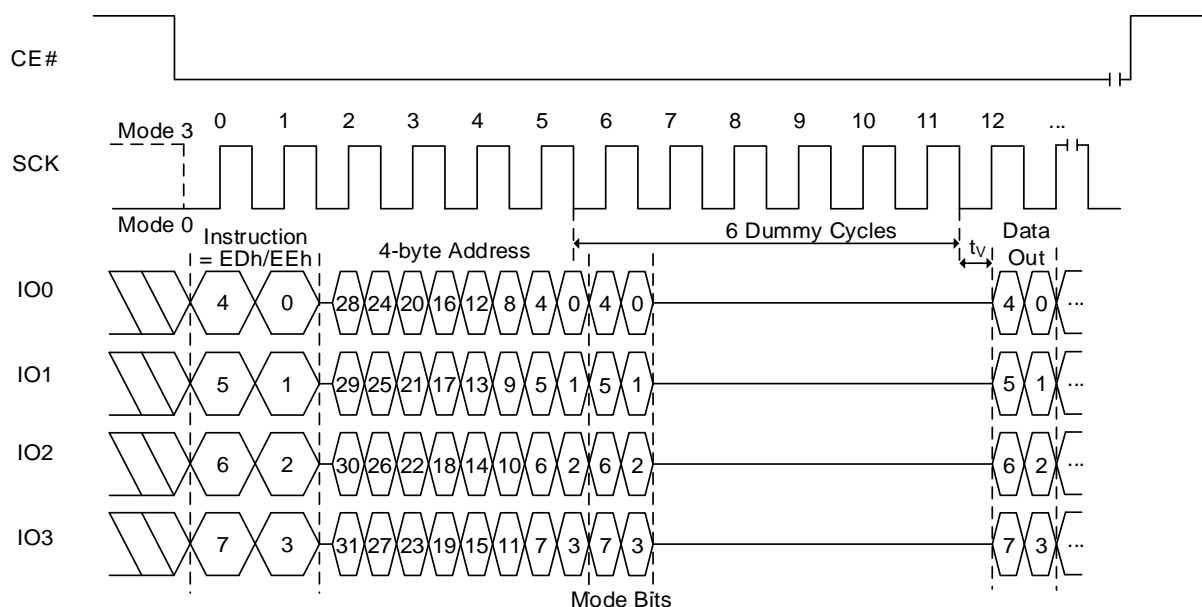 CE#
0 1 2 3 4 5 6 7 8 9 10 11 12 ...
Mode 3
SCK
Mode 0
Instruction
= EDh/EEh
4-byte Address
6 Dummy Cycles
tV
Data
Out
IO0 4 0 28 24 20 16 12 8 4 0 4 0 4 0 ...
IO1 5 1 29 25 21 17 13 9 5 1 5 1 5 1 ...
IO2 6 2 30 26 22 18 14 10 6 2 6 2 6 2 ...
IO3 7 3 31 27 23 19 15 11 7 3 7 3 7 3 ...
Mode Bits